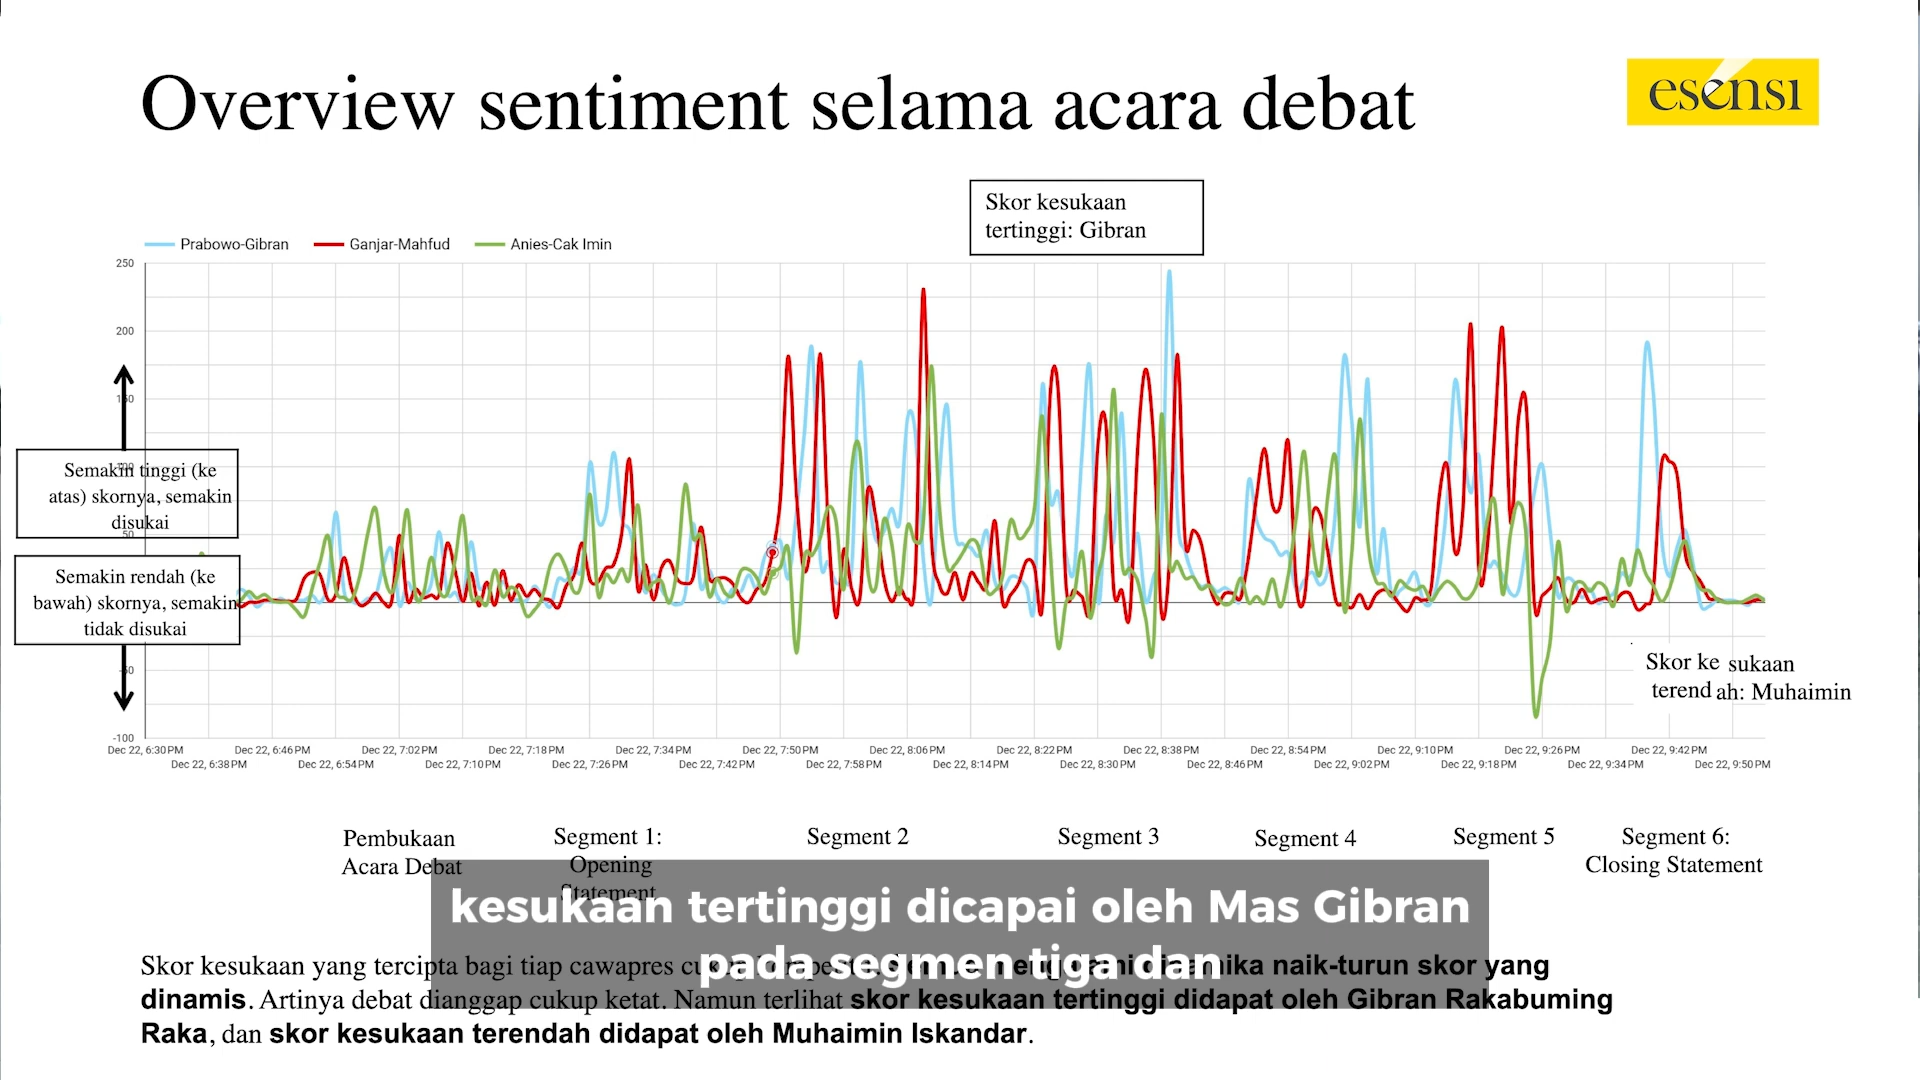 Overview sentiment selama acara debat
esensi
Skor kesukaan
tertinggi: Gibran
Prabowo-Gibran
Ganjar-Mahfud
Anies-Cak Imin
250
200
150
100
50
-50
-100
Semakin tinggi (ke
atas) skornya, semakin
disukai
Semakin rendah (ke
bawah) skornya, semakin
tidak disukai
Skor ke sukaan
terend ah: Muhaimin
Dec 22, 6:30 PM Dec 22, 6:46 PM Dec 22, 7:02 PM Dec 22, 7:18 PM Dec 22, 7:34 PM Dec 22, 7:50 PM Dec 22, 8:06 PM Dec 22, 8:22 PM Dec 22, 8:38 PM Dec 22, 8:54 PM Dec 22, 9:10 PM Dec 22, 9:26 PM Dec 22, 9:42 PM
Dec 22, 6:38 PM Dec 22, 6:54 PM Dec 22, 7:10 PM Dec 22, 7:26 PM Dec 22, 7:42 PM Dec 22, 7:58 PM Dec 22, 8:14 PM Dec 22, 8:30 PM Dec 22, 8:46 PM Dec 22, 9:02 PM Dec 22, 9:18 PM Dec 22, 9:34 PM Dec 22, 9:50 PM
Pembukaan
Acara Debat
Segment 1:
Opening
Statement
Segment 2
Segment 3
Segment 4
Segment 5
Segment 6:
Closing Statement
kesukaan tertinggi dicapai oleh Mas Gibran
pada segmen tiga dan
Skor kesukaan yang tercipta bagi tiap cawapres naik-turun skor yang
dinamis. Artinya debat dianggap cukup ketat. Namun terlihat skor kesukaan tertinggi didapat oleh Gibran Rakabuming
Raka, dan skor kesukaan terendah didapat oleh Muhaimin Iskandar.